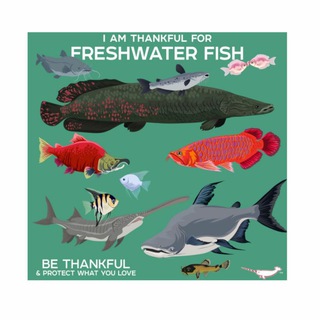 I AM THANKFUL FOR
FRESHWATER FISH
BE THANKFUL
& PROTECT WHAT YOU LOVE